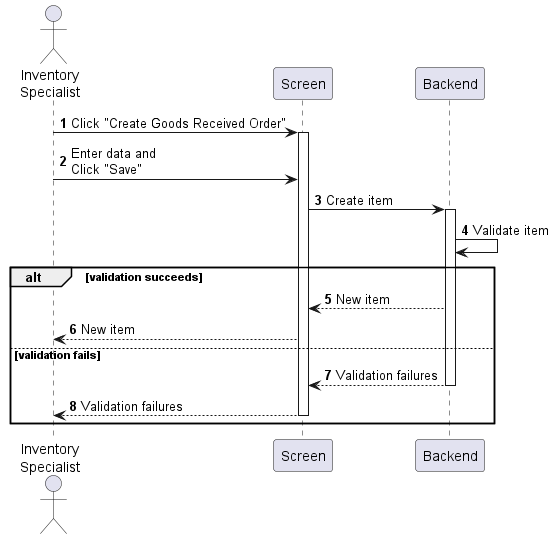 Inventory
Specialist
Screen
Backend
1 Click "Create Goods Received Order"
2 Enter data and
Click "Save"
3 Create item
4 Validate item
alt [validation succeeds]
5 New item
6 New item
[validation fails]
7 Validation failures
8 Validation failures
Inventory
Specialist
Screen
Backend